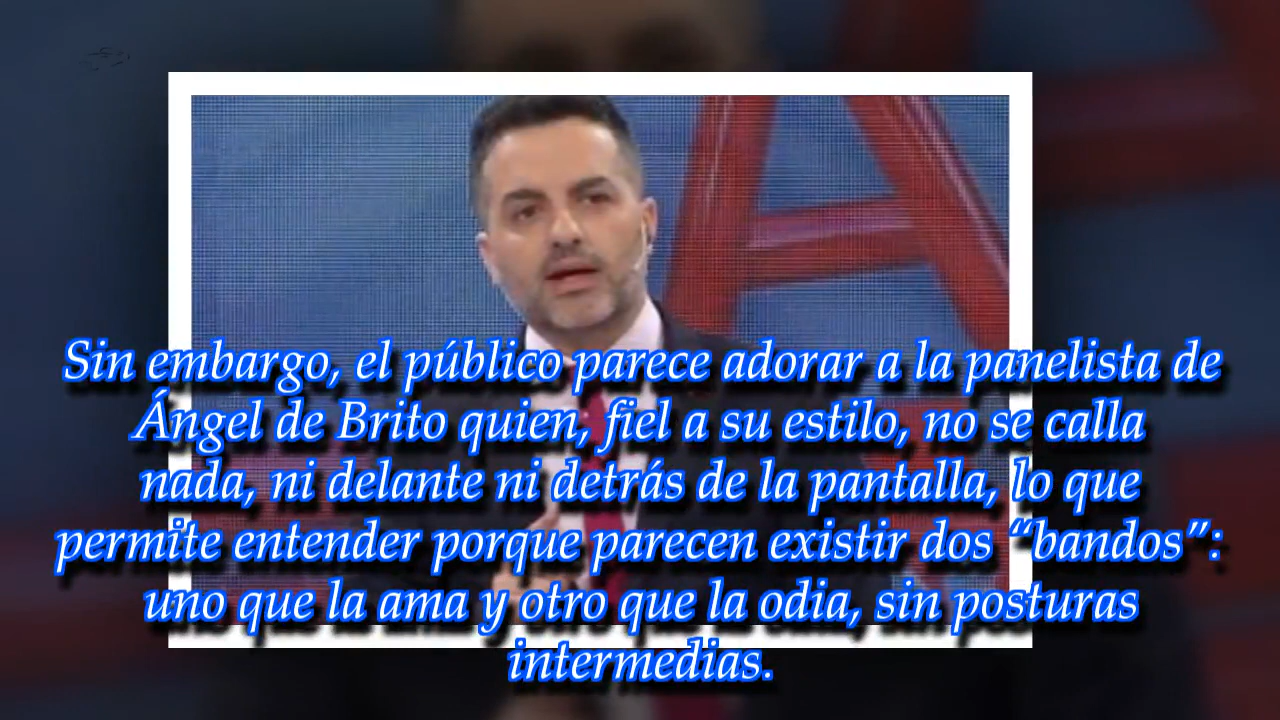 Sin embargo, el público parece adorar a la panelista de
Ángel de Brito quien, fiel a su estilo, no se calla
nada, ni delante ni detrás de la pantalla, lo que
permite entender porque parecen existir dos “bandos”:
uno que la ama y otro que la odia, sin posturas
intermedias.